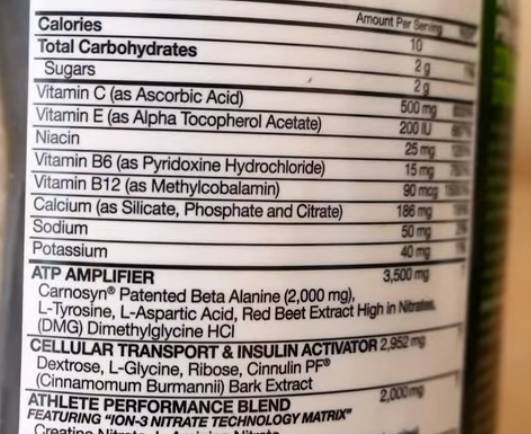 Amount Per Serving
Calories 10
Total Carbohydrates 2 g
Sugars 2 g
Vitamin C (as Ascorbic Acid) 500 mg
Vitamin E (as Alpha Tocopherol Acetate) 200 IU
Niacin 25 mg
Vitamin B6 (as Pyridoxine Hydrochloride) 15 mg
Vitamin B12 (as Methylcobalamin) 90 mcg
Calcium (as Silicate, Phosphate and Citrate) 186 mg
Sodium 50 mg
Potassium 40 mg
ATP AMPLIFIER 3,500 mg
Carnosyn® Patented Beta Alanine (2,000 mg),
L-Tyrosine, L-Aspartic Acid, Red Beet Extract High in Nitrates,
(DMG) Dimethylglycine HCl
CELLULAR TRANSPORT & INSULIN ACTIVATOR 2,952 mg
Dextrose, L-Glycine, Ribose, Cinnulin PF®
(Cinnamomum Burmannii) Bark Extract
ATHLETE PERFORMANCE BLEND 2,000 mg
FEATURING "ION-3 NITRATE TECHNOLOGY MATRIX"
Creatine Nitrate